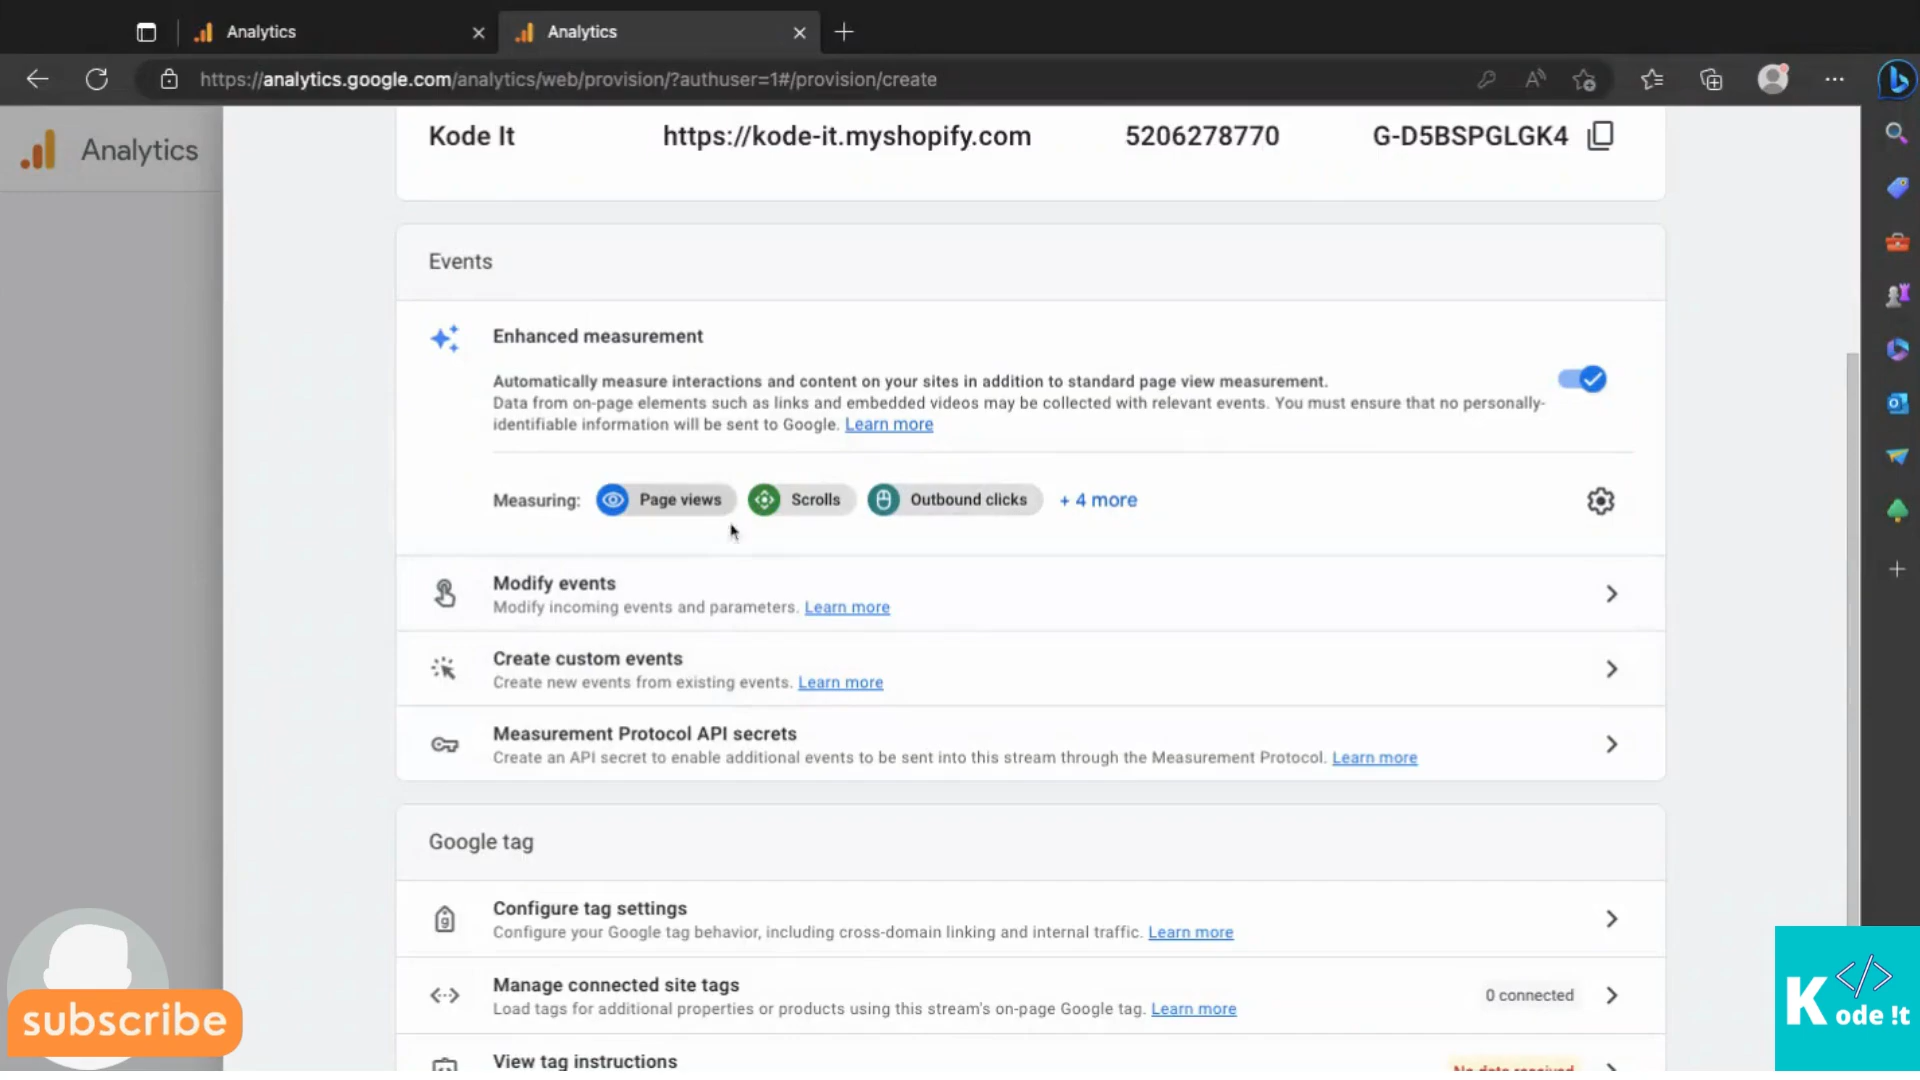 Analytics
Analytics
https://analytics.google.com/analytics/web/provision/?authuser=1#/provision/create
Analytics
Kode It https://kode-it.myshopify.com 5206278770 G-D5BSPGLGK4
Events
Enhanced measurement
Automatically measure interactions and content on your sites in addition to standard page view measurement.
Data from on-page elements such as links and embedded videos may be collected with relevant events. You must ensure that no personally-
identifiable information will be sent to Google. Learn more
Measuring: Page views Scrolls Outbound clicks + 4 more
Modify events
Modify incoming events and parameters. Learn more
Create custom events
Create new events from existing events. Learn more
Measurement Protocol API secrets
Create an API secret to enable additional events to be sent into this stream through the Measurement Protocol. Learn more
Google tag
Configure tag settings
Configure your Google tag behavior, including cross-domain linking and internal traffic. Learn more
Manage connected site tags
Load tags for additional properties or products using this stream's on-page Google tag. Learn more
0 connected
View tag instructions
No data received
subscribe
</>
Kode !t